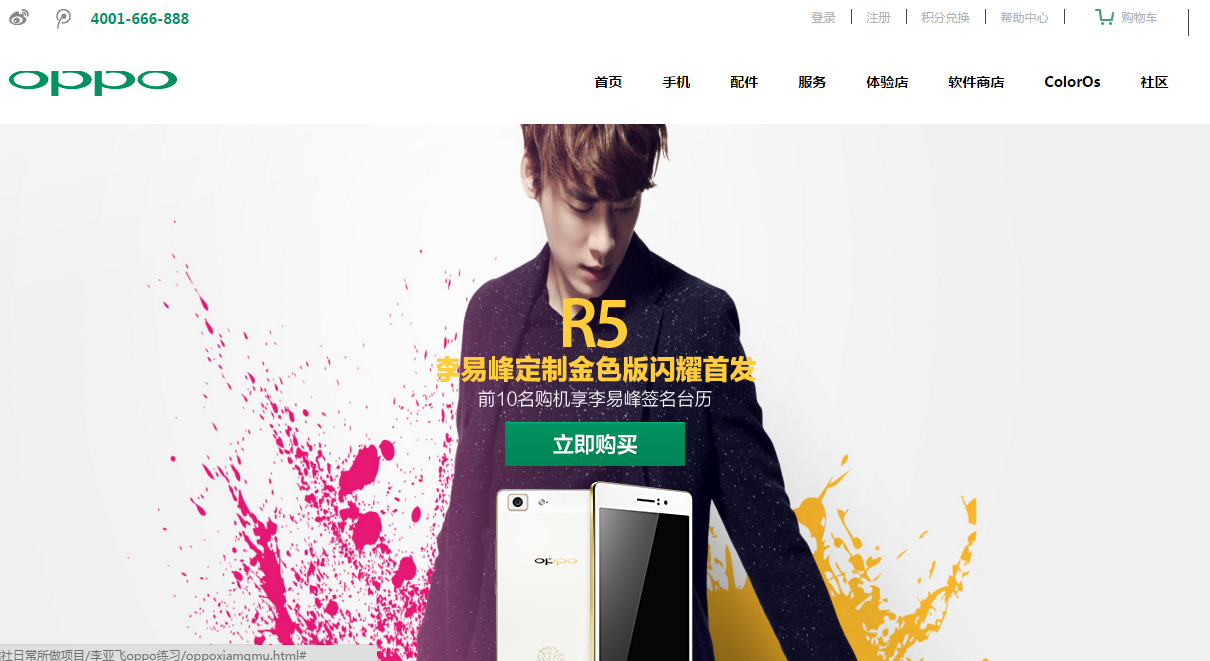 4001-666-888
登录 注册 积分兑换 帮助中心 购物车
oppo
首页 手机 配件 服务 体验店 软件商店 ColorOs 社区
R5
李易峰定制金色版闪耀首发
前10名购机享李易峰签名台历
立即购买
oppo
社日常所做项目/李亚飞oppo练习/oppoxiamgmu.html#